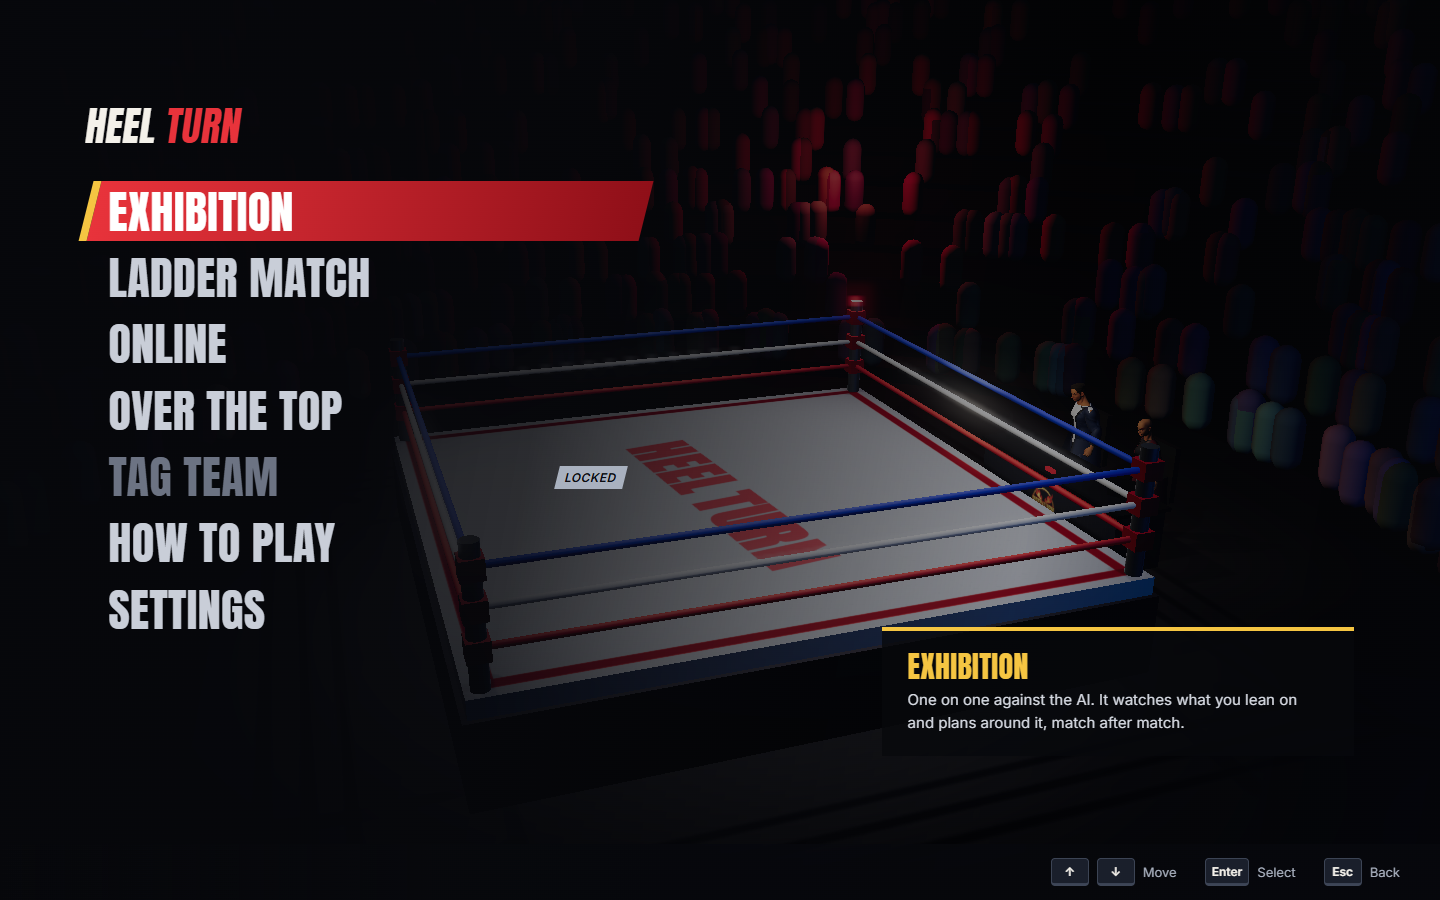 HEEL TURN
EXHIBITION
LADDER MATCH
ONLINE
OVER THE TOP
TAG TEAM
LOCKED
HOW TO PLAY
SETTINGS
HEEL TURN
EXHIBITION
One on one against the AI. It watches what you lean on
and plans around it, match after match.
↑ ↓ Move Enter Select Esc Back